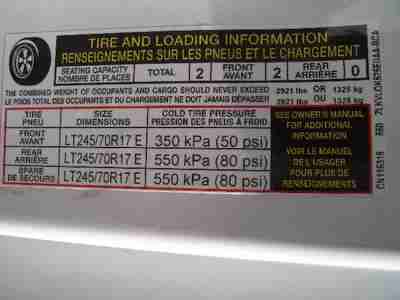 TIRE AND LOADING INFORMATION
RENSEIGNEMENTS SUR LES PNEUS ET LE CHARGEMENT
SEATING CAPACITY
NOMBRE DE PLACES
TOTAL 2
FRONT
AVANT 2
REAR
ARRIÈRE 0
THE COMBINED WEIGHT OF OCCUPANTS AND CARGO SHOULD NEVER EXCEED 2921 lbs OR 1325 kg
LE POIDS TOTAL DES OCCUPANTS ET DU CHARGEMENT NE DOIT JAMAIS DÉPASSER 2921 lbs OU 1325 kg
TIRE
PNEU
SIZE
DIMENSIONS
COLD TIRE PRESSURE
PRESSION DES PNEUS À FROID
FRONT
AVANT
LT245/70R17 E 350 kPa (50 psi)
REAR
ARRIÈRE
LT245/70R17 E 550 kPa (80 psi)
SPARE
DE SECOURS
LT245/70R17 E 550 kPa (80 psi)
SEE OWNER'S MANUAL
FOR ADDITIONAL
INFORMATION
VOIR LE MANUEL
DE L'USAGER
POUR PLUS DE
RENSEIGNEMENTS